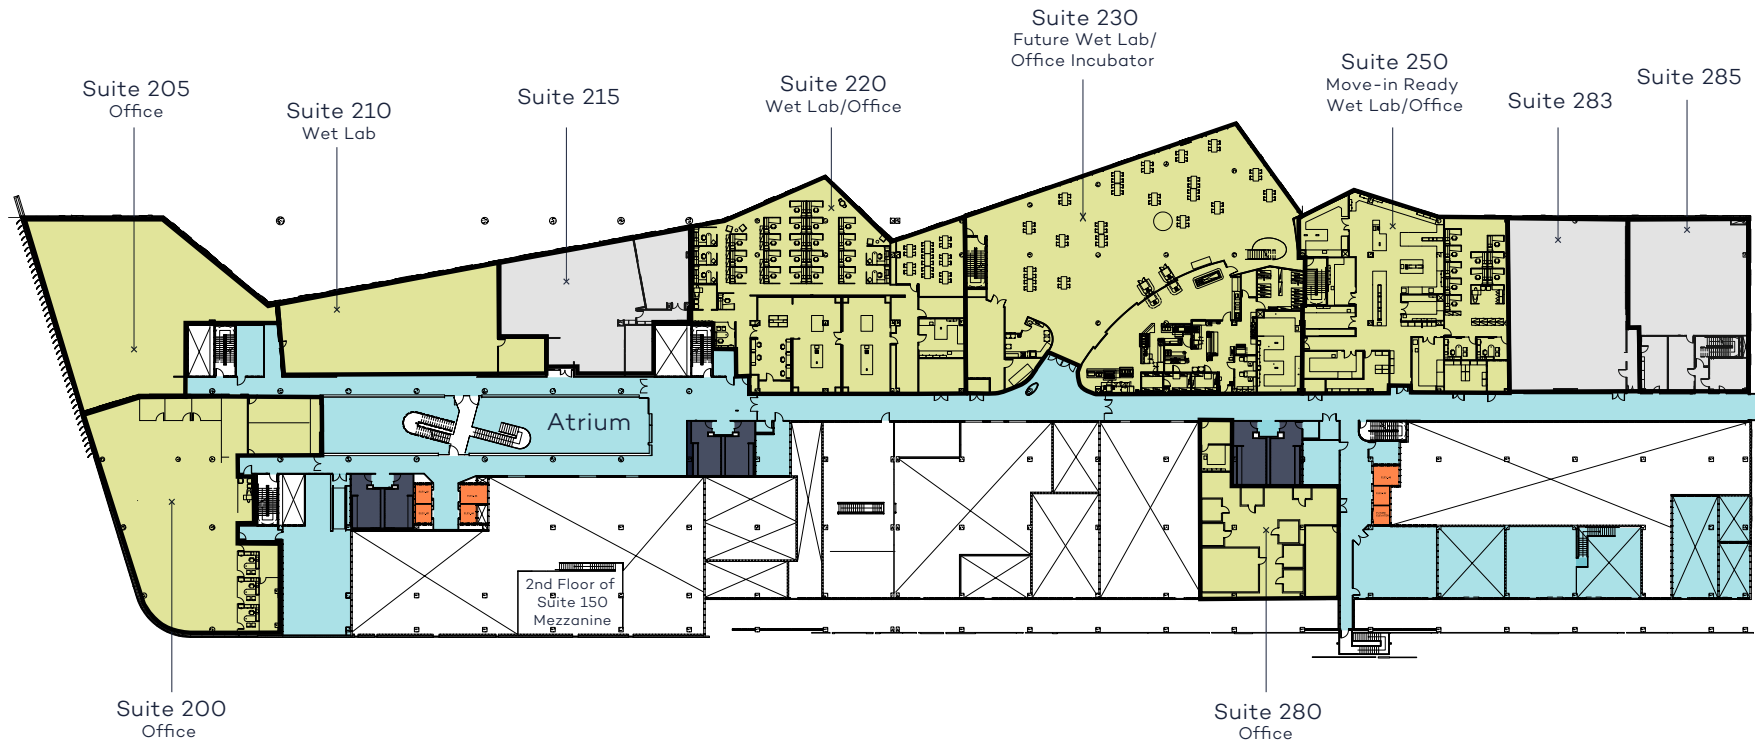 Suite 230
Future Wet Lab/
Office Incubator
Suite 205
Office
Suite 210
Wet Lab
Suite 215
Suite 220
Wet Lab/Office
Suite 250
Move-in Ready
Wet Lab/Office
Suite 283
Suite 285
Atrium
2nd Floor of
Suite 150
Mezzanine
Suite 200
Office
Suite 280
Office